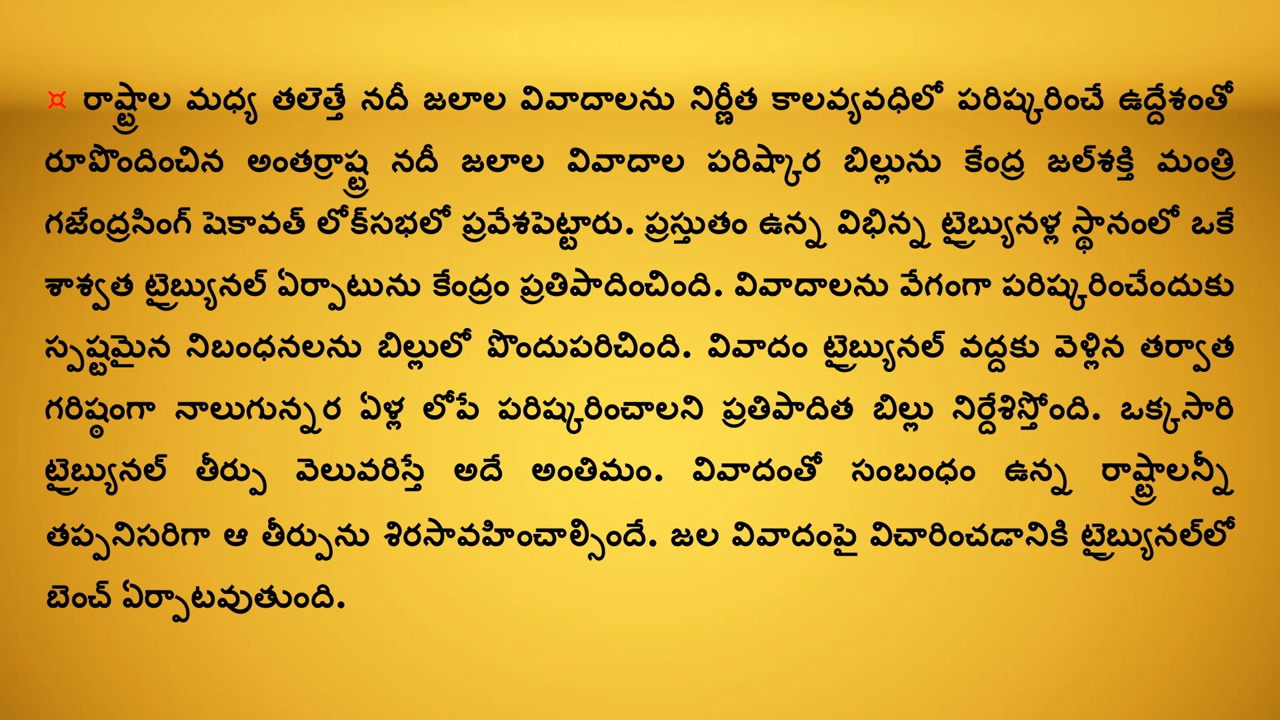 ¤ రాష్ట్రాల మధ్య తలెత్తే నదీ జలాల వివాదాలను నిర్ణీత కాలవ్యవధిలో పరిష్కరించే ఉద్దేశంతో
రూపొందించిన అంతర్రాష్ట్ర నదీ జలాల వివాదాల పరిష్కార బిల్లును కేంద్ర జల్‌శక్తి మంత్రి
గజేంద్రసింగ్ షెకావత్ లోక్‌సభలో ప్రవేశపెట్టారు. ప్రస్తుతం ఉన్న విభిన్న ట్రైబ్యునళ్ల స్థానంలో ఒకే
శాశ్వత ట్రైబ్యునల్ ఏర్పాటును కేంద్రం ప్రతిపాదించింది. వివాదాలను వేగంగా పరిష్కరించేందుకు
స్పష్టమైన నిబంధనలను బిల్లులో పొందుపరిచింది. వివాదం ట్రైబ్యునల్ వద్దకు వెళ్లిన తర్వాత
గరిష్ఠంగా నాలుగున్నర ఏళ్ల లోపే పరిష్కరించాలని ప్రతిపాదిత బిల్లు నిర్దేశిస్తోంది. ఒక్కసారి
ట్రైబ్యునల్ తీర్పు వెలువరిస్తే అదే అంతిమం. వివాదంతో సంబంధం ఉన్న రాష్ట్రాలన్నీ
తప్పనిసరిగా ఆ తీర్పును శిరసావహించాల్సిందే. జల వివాదంపై విచారించడానికి ట్రైబ్యునల్‌లో
బెంచ్ ఏర్పాటవుతుంది.